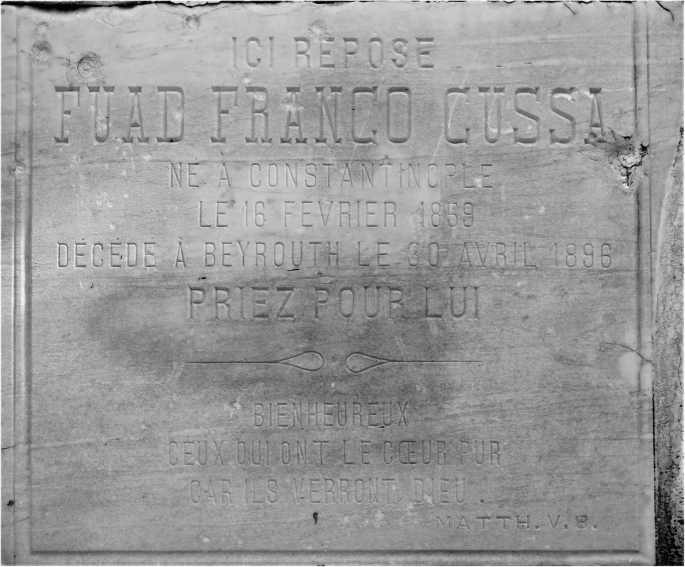 ICI REPOSE
FUAD FRANCO CUSSA
NÉ À CONSTANTINOPLE
LE 16 FÉVRIER 1859
DÉCÉDÉ À BEYROUTH LE 30 AVRIL 1896
PRIEZ POUR LUI
BIENHEUREUX
CEUX QUI ONT LE CŒUR PUR
CAR ILS VERRONT DIEU.
MATTH. V. 8.